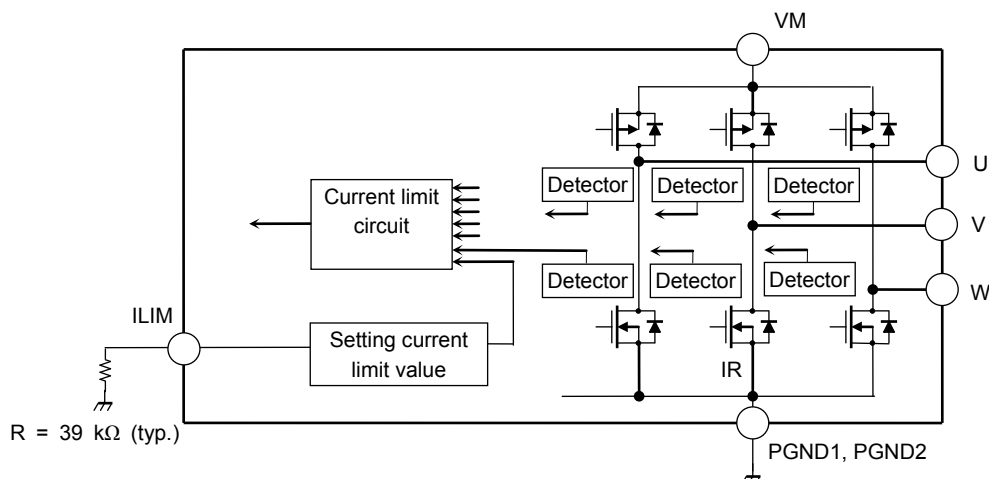 VM
U
Detector
Detector
Detector
Current limit
circuit
V
Detector
Detector
Detector
W
ILIM
Setting current
limit value
IR
R = 39 kΩ (typ.)
PGND1, PGND2